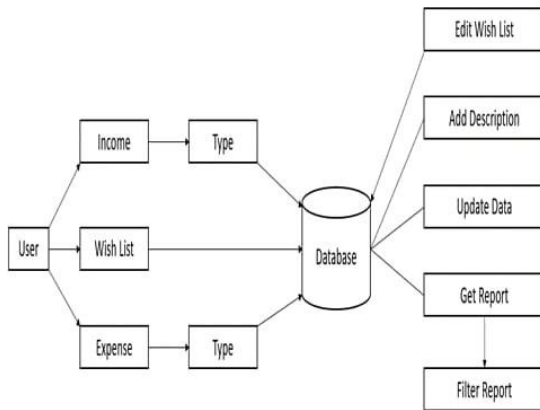 Edit Wish List
Income
Type
Add Description
User
Wish List
Database
Update Data
Get Report
Expense
Type
Filter Report